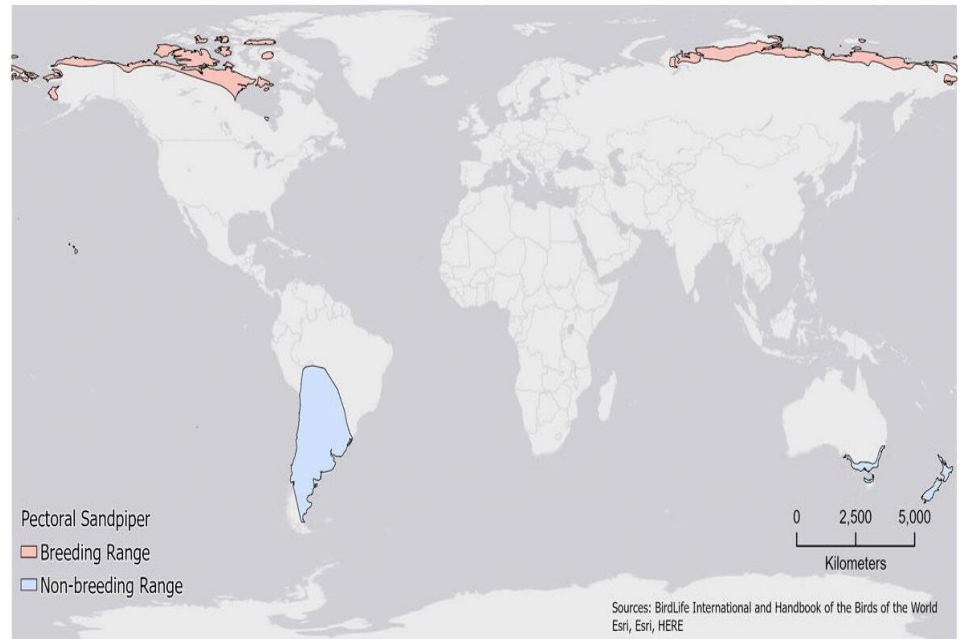 Pectoral Sandpiper
Breeding Range
Non-breeding Range
0 2,500 5,000
Kilometers
Sources: BirdLife International and Handbook of the Birds of the World
Esri, Esri, HERE